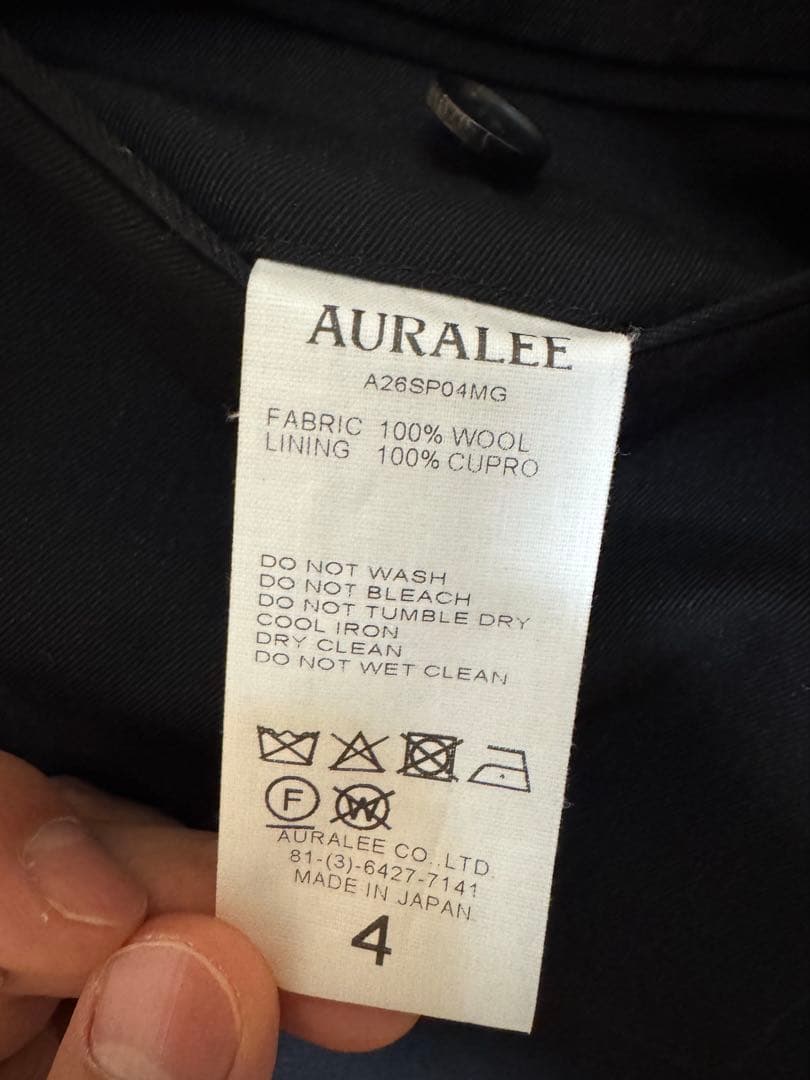 AURALEE
A26SP04MG
FABRIC 100% WOOL
LINING 100% CUPRO
DO NOT WASH
DO NOT BLEACH
DO NOT TUMBLE DRY
COOL IRON
DRY CLEAN
DO NOT WET CLEAN
F W
AURALEE CO.,LTD.
81-(3)-6427-7141
MADE IN JAPAN
4